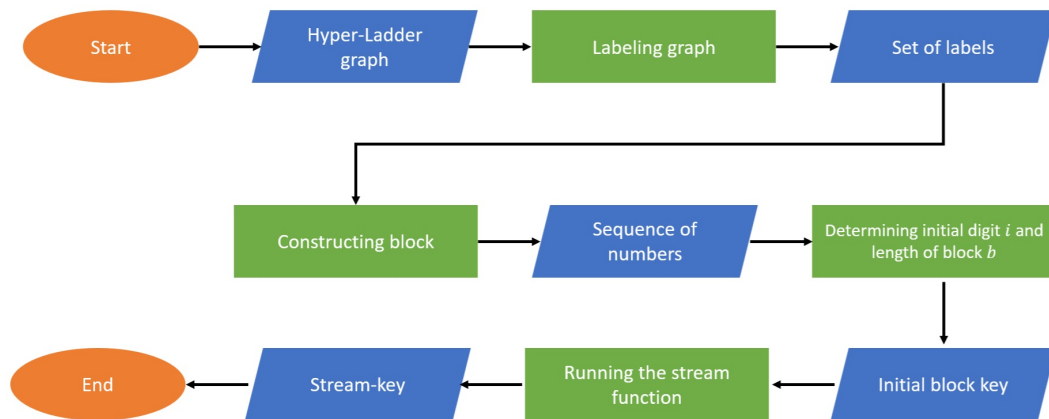 Start
Hyper-Ladder
graph
Labeling graph
Set of labels
Constructing block
Sequence of
numbers
Determining initial digit i and
length of block b
End
Stream-key
Running the stream
function
Initial block key